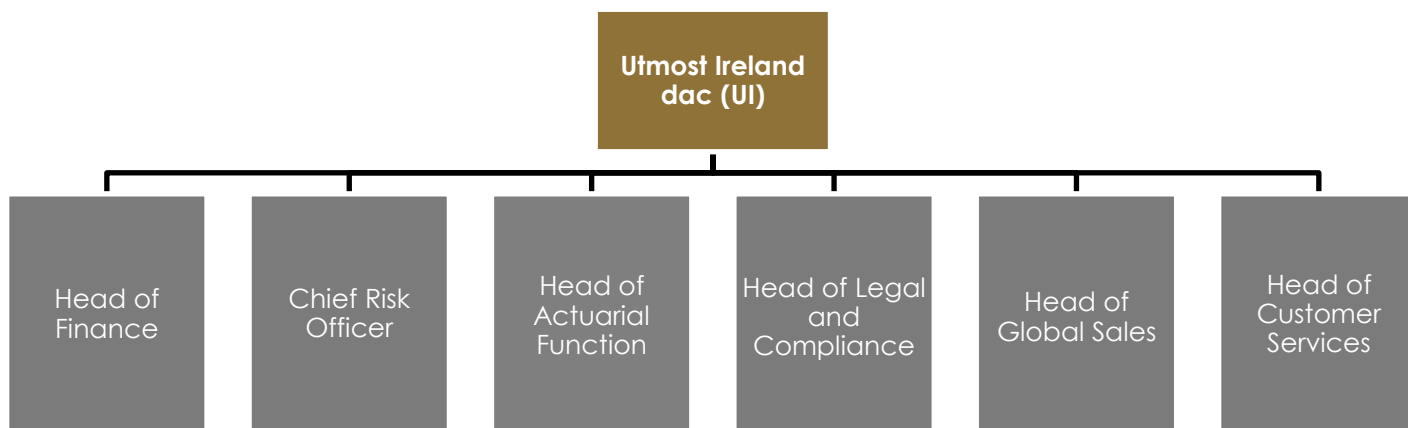 Utmost Ireland
dac (UI)
Head of
Finance
Chief Risk
Officer
Head of
Actuarial
Function
Head of Legal
and
Compliance
Head of
Global Sales
Head of
Customer
Services